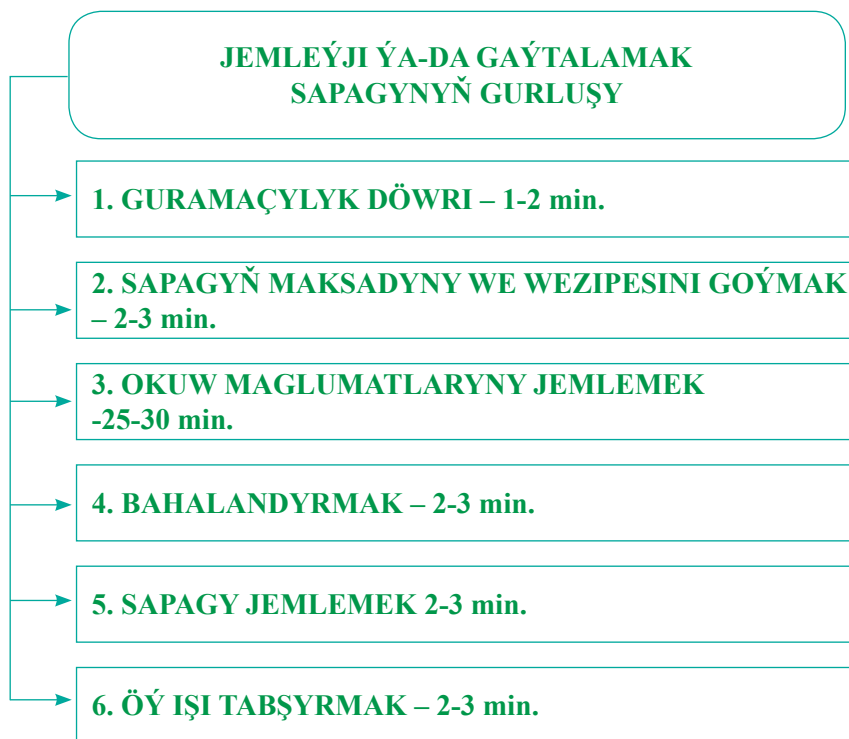 JEMLEÝJI ÝA-DA GAÝTALAMAK
SAPAGYNYŇ GURLUŞY
1. GURAMAÇYLYK DÖWRI – 1-2 min.
2. SAPAGYŇ MAKSADYNY WE WEZIPESINI GOÝMAK
– 2-3 min.
3. OKUW MAGLUMATLARYNY JEMLEMEK
-25-30 min.
4. BAHALANDYRMAK – 2-3 min.
5. SAPAGY JEMLEMEK 2-3 min.
6. ÖÝ IŞI TABŞYRMAK – 2-3 min.